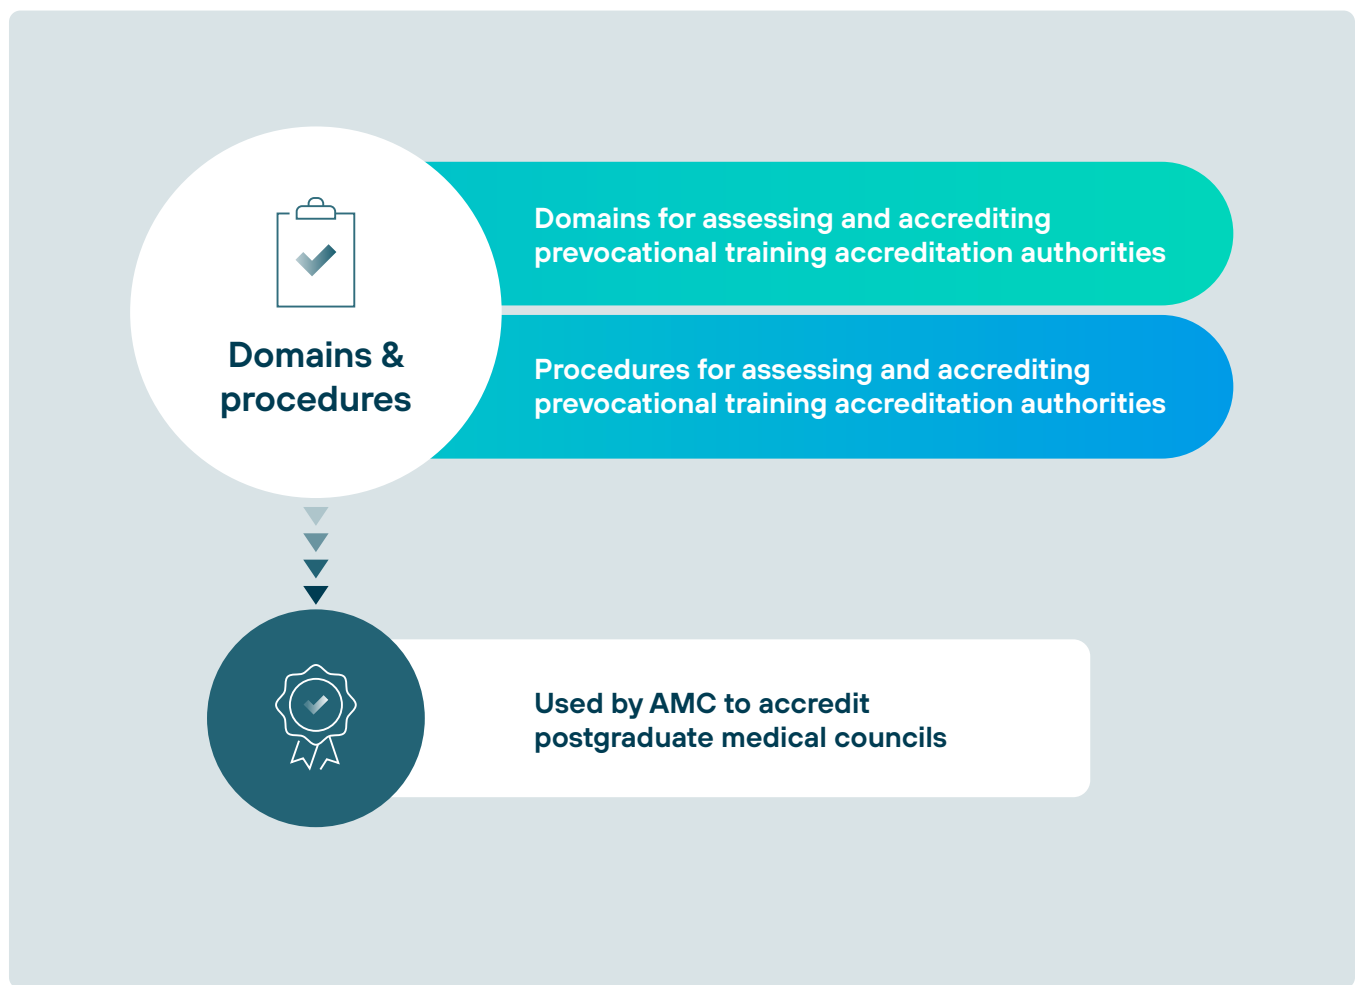 Domains &
procedures
Domains for assessing and accrediting
prevocational training accreditation authorities
Procedures for assessing and accrediting
prevocational training accreditation authorities
Used by AMC to accredit
postgraduate medical councils